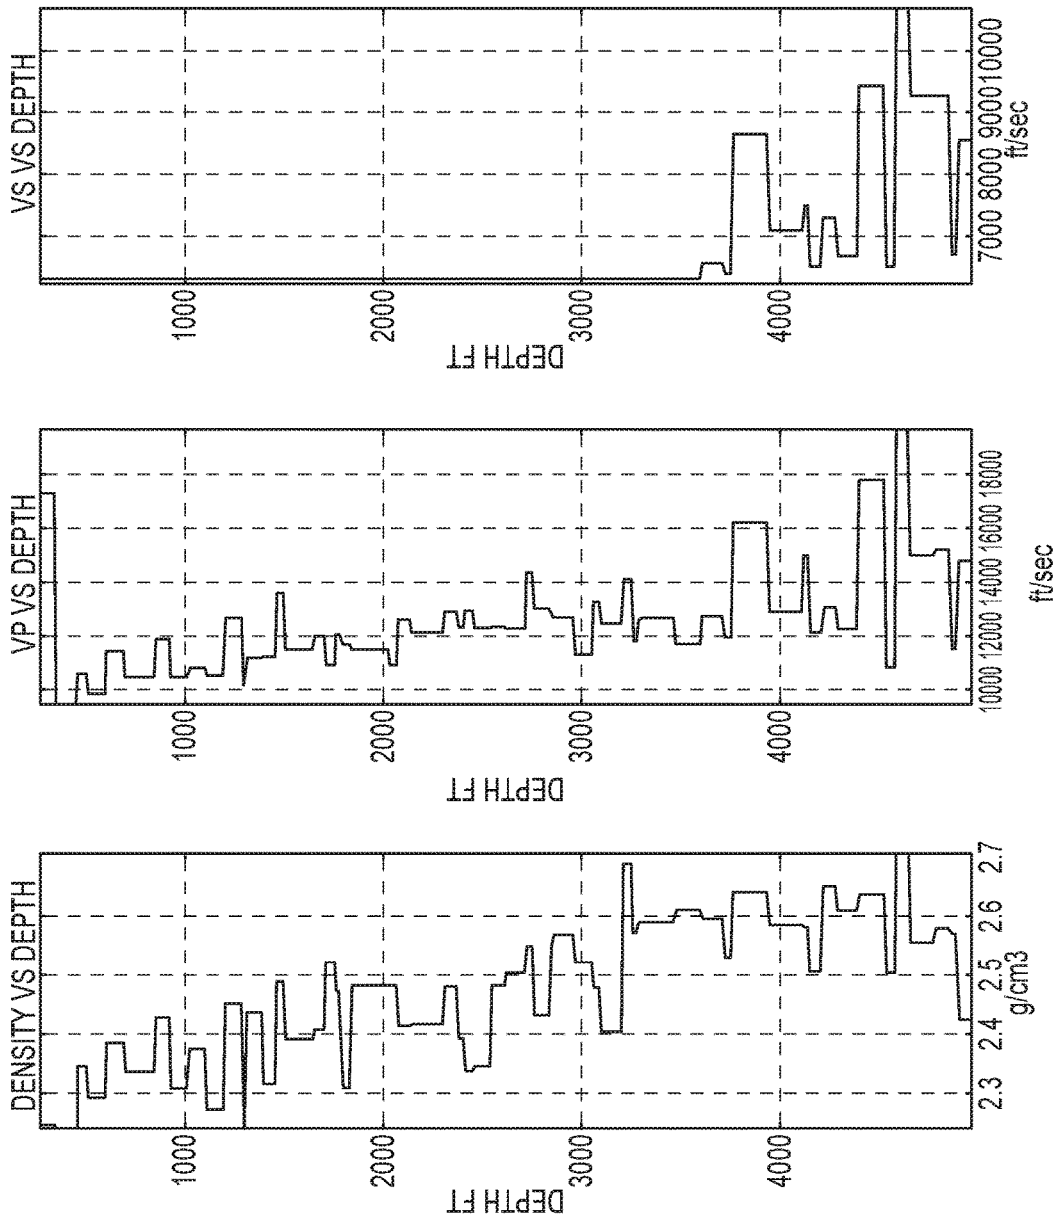 VS VS DEPTH
DEPTH FT
1000
2000
3000
4000
7000 8000 9000 10000
ft/sec
VP VS DEPTH
DEPTH FT
1000
2000
3000
4000
10000 12000 14000 16000 18000
ft/sec
DENSITY VS DEPTH
DEPTH FT
1000
2000
3000
4000
2.3 2.4 2.5 2.6 2.7
g/cm3